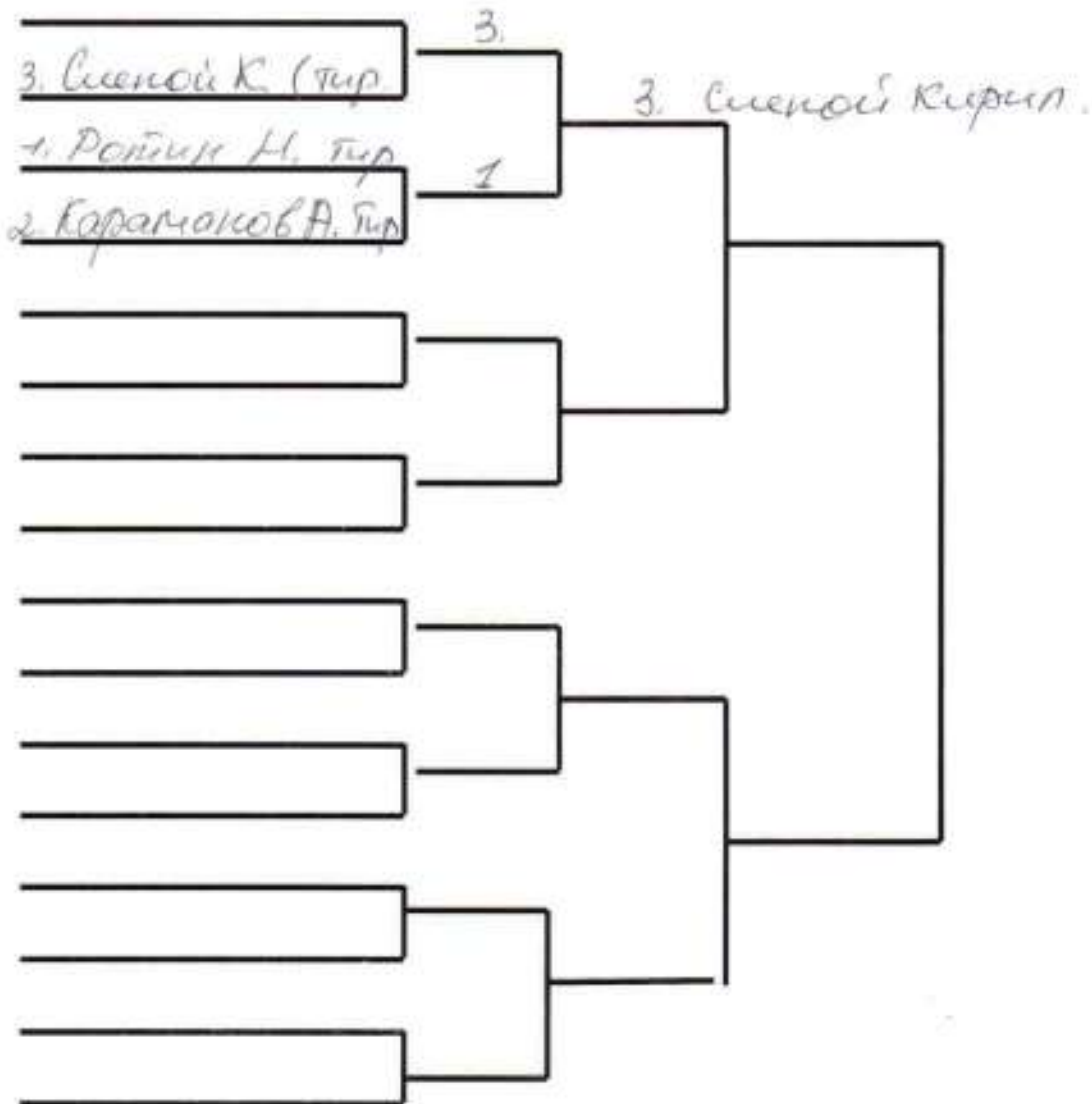 3.
3. Слепой К. (тир.
3. Слепой Кирил.
1. Ротин Н. Тир
1
2. Караманов А. Тир